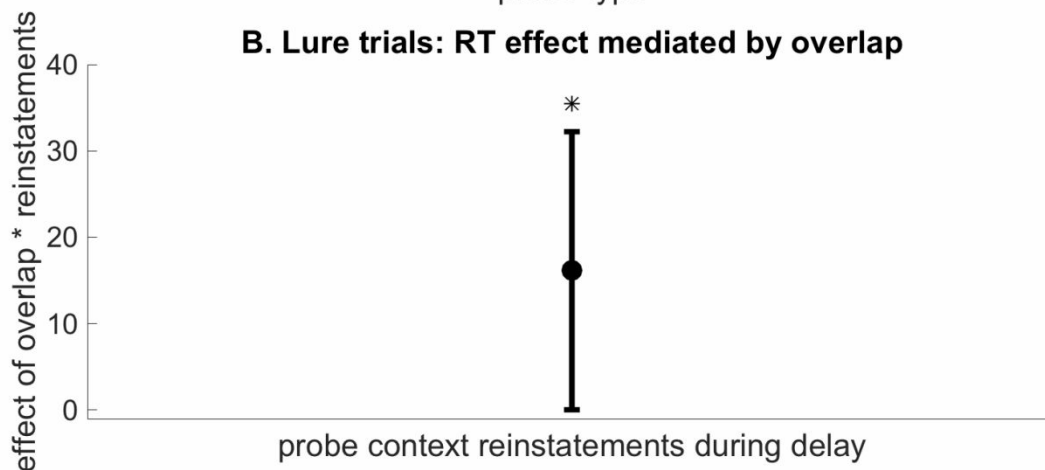 B. Lure trials: RT effect mediated by overlap
effect of overlap * reinstatements
40
*
30
20
10
0
probe context reinstatements during delay